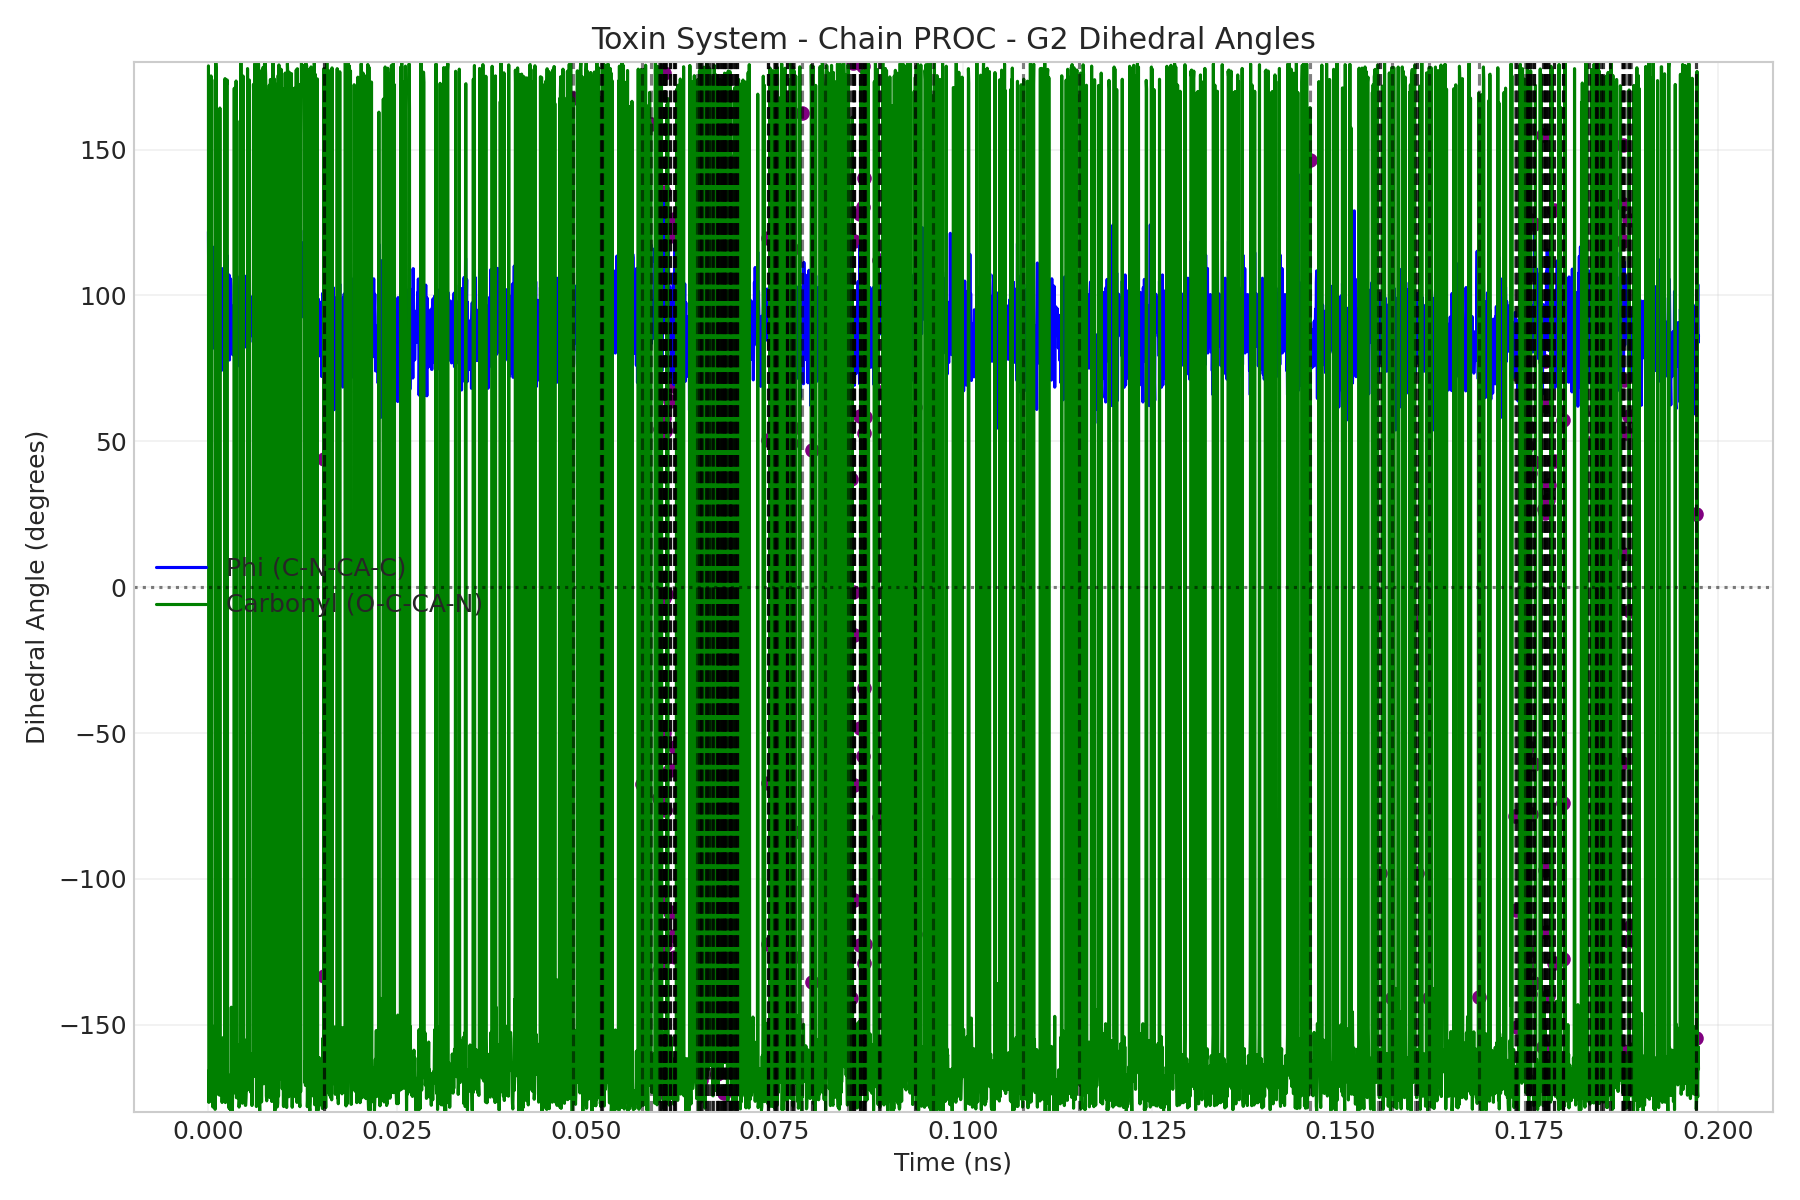 Toxin System - Chain PROC - G2 Dihedral Angles
Dihedral Angle (degrees)
150
100
50
0
−50
−100
−150
Phi (C-N-CA-C)
Carbonyl (O-C-CA-N)
0.000 0.025 0.050 0.075 0.100 0.125 0.150 0.175 0.200
Time (ns)